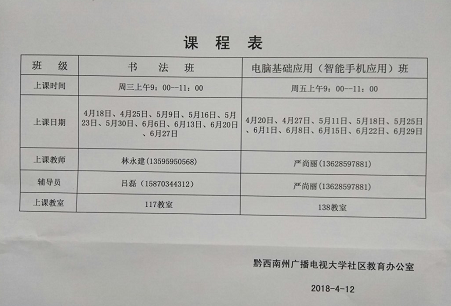 课 程 表
班 级 书 法 班 电脑基础应用（智能手机应用）班
上课时间 周三上午9：00--11：00 周五上午9：00--11：00
上课日期 4月18日、4月25日、5月9日、5月16日、5月 4月20日、4月27日、5月11日、5月18日、5月25日
23日、5月30日、6月6日、6月13日、6月20日 、6月1日、6月8日、6月15日、6月22日、6月29日
、6月27日
上课教师 林永建(13595950568) 严尚丽(13628597881)
辅导员 吕磊（15870344312） 严尚丽(13628597881)
上课教室 117教室 138教室
黔西南州广播电视大学社区教育办公室
2018-4-12